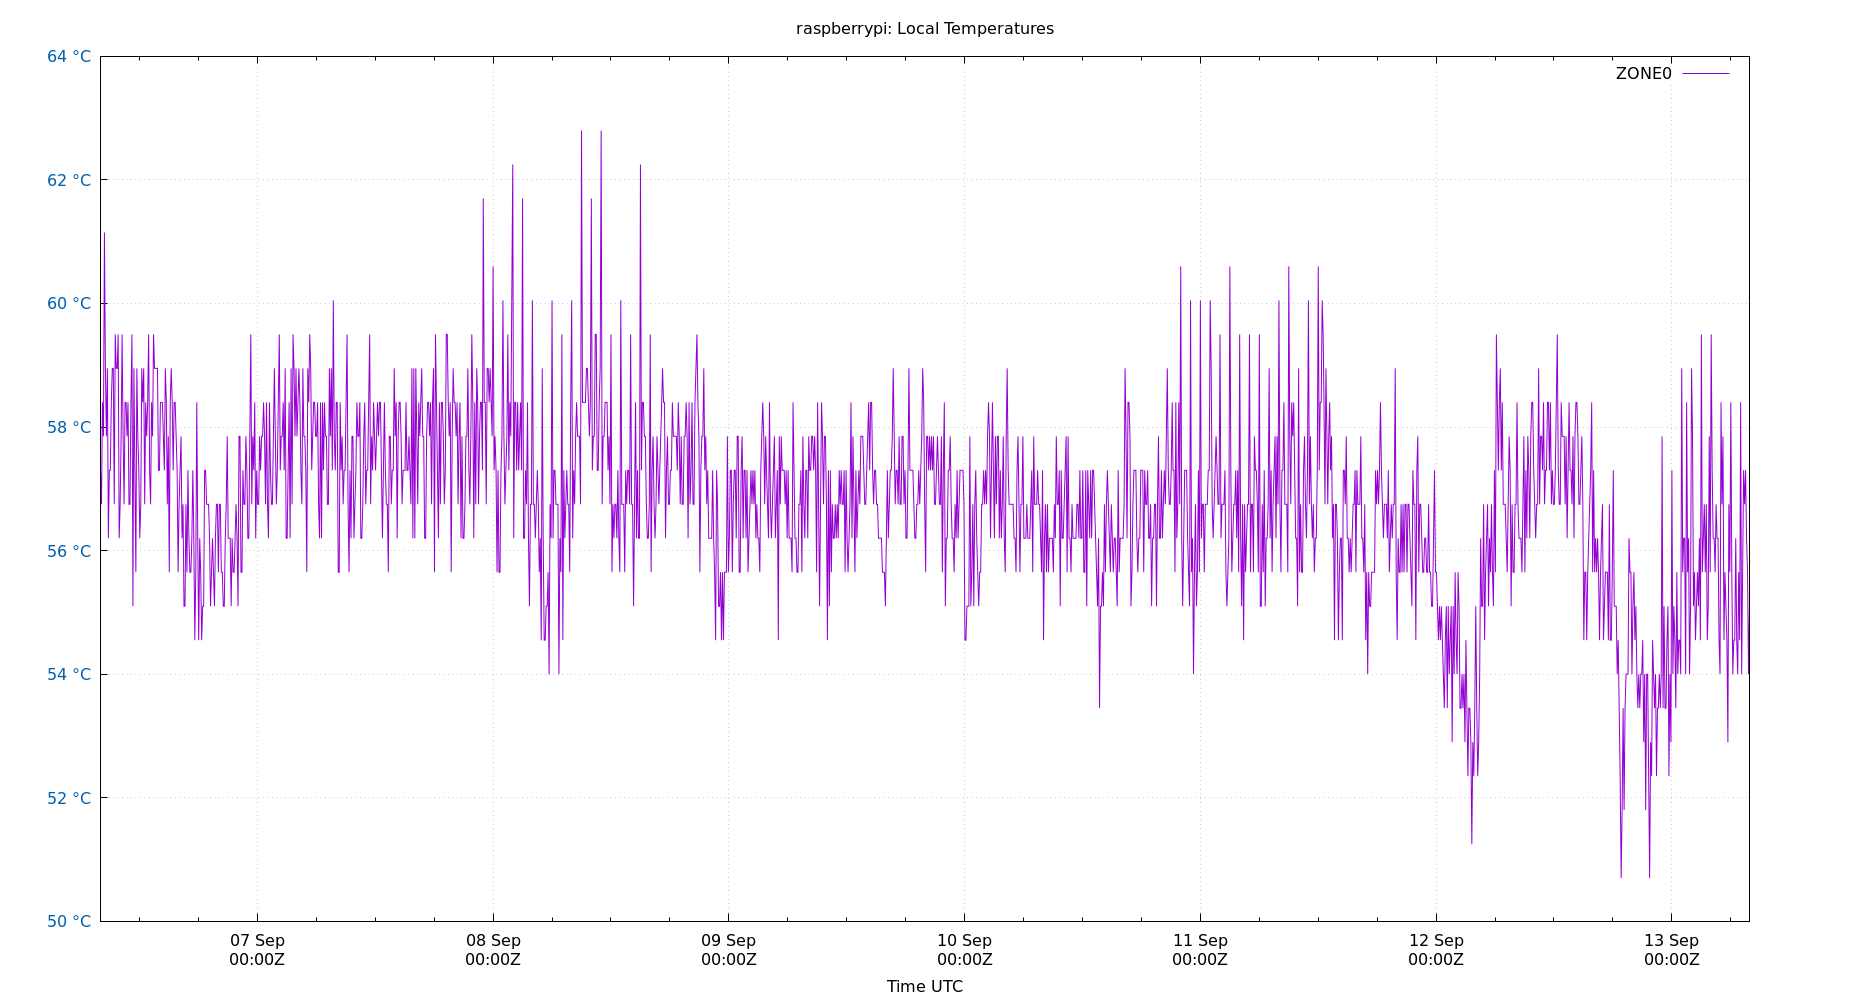 raspberrypi: Local Temperatures
ZONE0
64 °C
62 °C
60 °C
58 °C
56 °C
54 °C
52 °C
50 °C
07 Sep 08 Sep 09 Sep 10 Sep 11 Sep 12 Sep 13 Sep
00:00Z 00:00Z 00:00Z 00:00Z 00:00Z 00:00Z 00:00Z
Time UTC